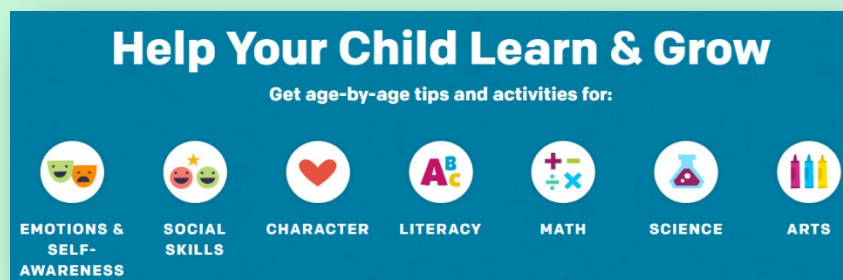 Help Your Child Learn & Grow
Get age-by-age tips and activities for:
A B C
EMOTIONS &
SELF-
AWARENESS
SOCIAL
SKILLS
CHARACTER
LITERACY
MATH
SCIENCE
ARTS